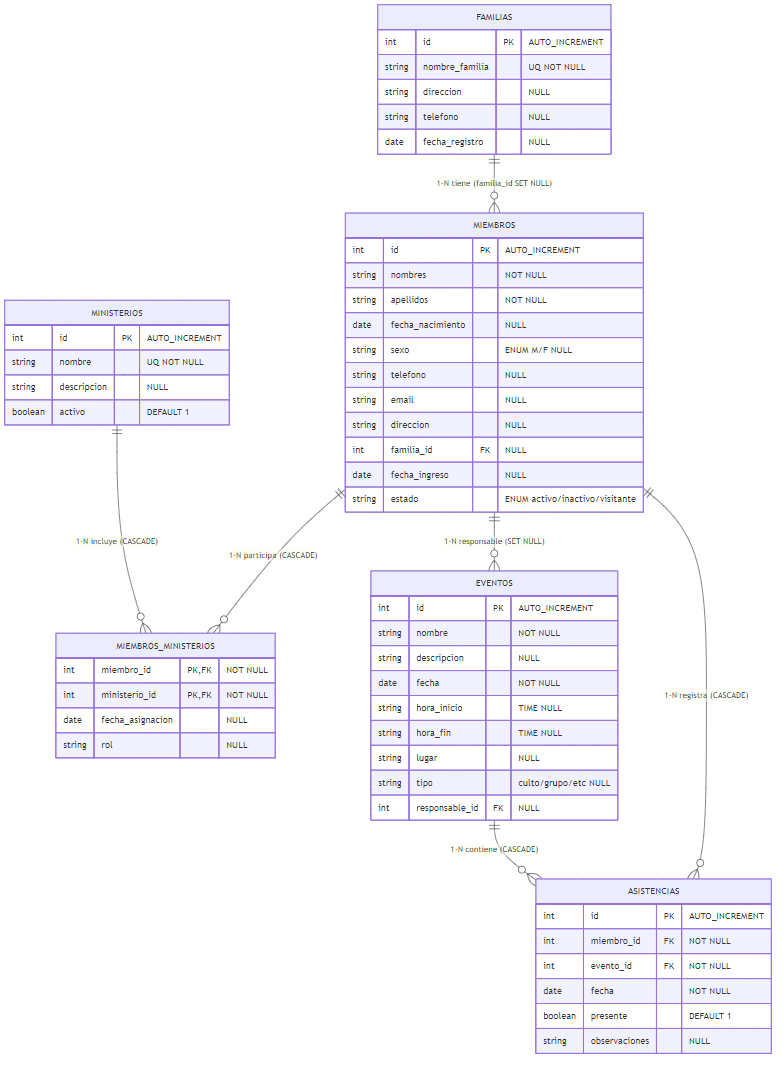 FAMILIAS
int id PK AUTO_INCREMENT
string nombre_familia UQ NOT NULL
string direccion NULL
string telefono NULL
date fecha_registro NULL
1-N tiene (familia_id SET NULL)
MIEMBROS
int id PK AUTO_INCREMENT
string nombres NOT NULL
string apellidos NOT NULL
date fecha_nacimiento NULL
string sexo ENUM M/F NULL
string telefono NULL
string email NULL
string direccion NULL
int familia_id FK NULL
date fecha_ingreso NULL
string estado ENUM activo/inactivo/visitante
MINISTERIOS
int id PK AUTO_INCREMENT
string nombre UQ NOT NULL
string descripcion NULL
boolean activo DEFAULT 1
1-N incluye (CASCADE)
1-N participa (CASCADE)
1-N responsable (SET NULL)
EVENTOS
int id PK AUTO_INCREMENT
string nombre NOT NULL
string descripcion NULL
date fecha NOT NULL
string hora_inicio TIME NULL
string hora_fin TIME NULL
string lugar NULL
string tipo culto/grupo/etc NULL
int responsable_id FK NULL
MIEMBROS_MINISTERIOS
int miembro_id PK,FK NOT NULL
int ministerio_id PK,FK NOT NULL
date fecha_asignacion NULL
string rol NULL
1-N registra (CASCADE)
1-N contiene (CASCADE)
ASISTENCIAS
int id PK AUTO_INCREMENT
int miembro_id FK NOT NULL
int evento_id FK NOT NULL
date fecha NOT NULL
boolean presente DEFAULT 1
string observaciones NULL